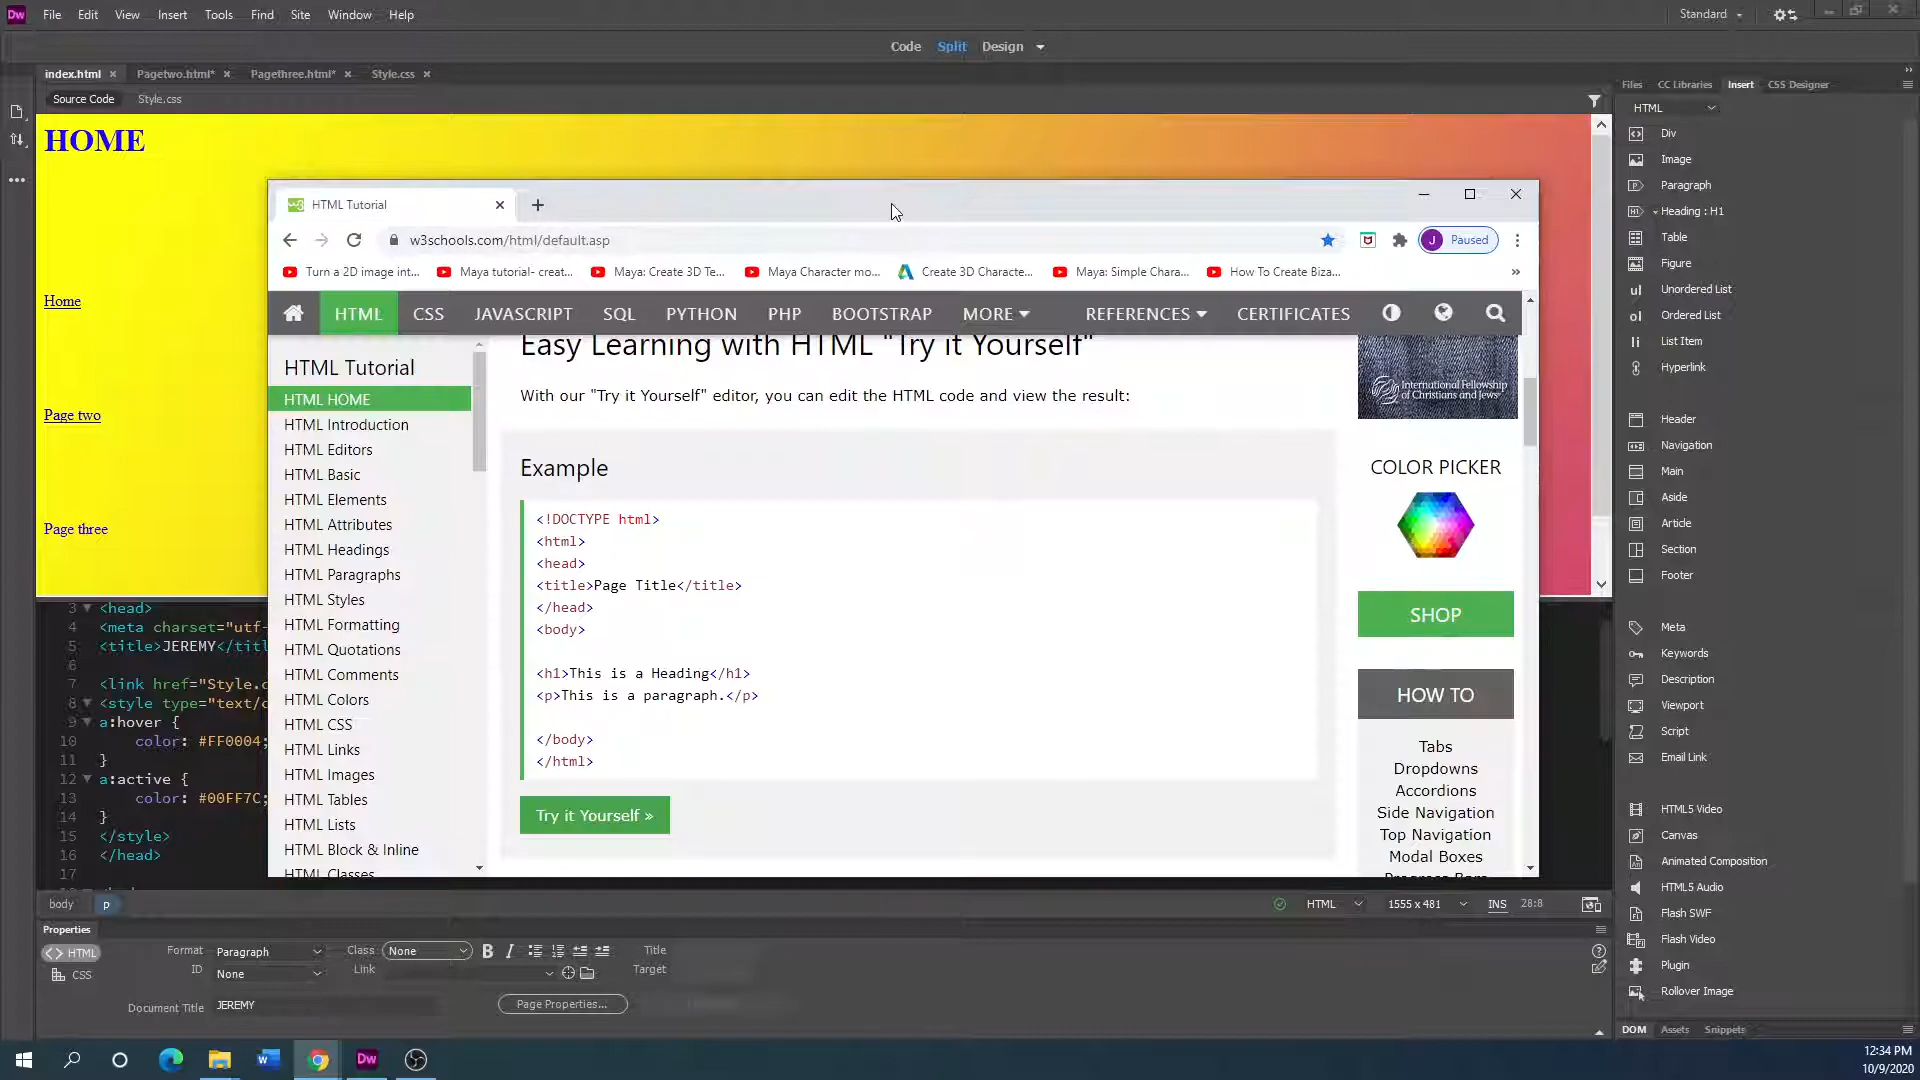 Dw File Edit View Insert Tools Find Site Window Help Standard
Code Split Design
index.html Pagetwo.html* Pagethree.html* Style.css
Source Code Style.css
HOME
Home
Page two
Page three
HTML Tutorial
w3schools.com/html/default.asp J Paused
Turn a 2D image int... Maya tutorial- creat... Maya: Create 3D Te... Maya Character mo... Create 3D Characte... Maya: Simple Chara... How To Create Biza... »
HTML CSS JAVASCRIPT SQL PYTHON PHP BOOTSTRAP MORE REFERENCES CERTIFICATES
HTML Tutorial
HTML HOME
HTML Introduction
HTML Editors
HTML Basic
HTML Elements
HTML Attributes
HTML Headings
HTML Paragraphs
HTML Styles
HTML Formatting
HTML Quotations
HTML Comments
HTML Colors
HTML CSS
HTML Links
HTML Images
HTML Tables
HTML Lists
HTML Block & Inline
HTML Classes
Easy Learning with HTML "Try it Yourself"
With our "Try it Yourself" editor, you can edit the HTML code and view the result:
Example
<!DOCTYPE html>
<html>
<head>
<title>Page Title</title>
</head>
<body>
<h1>This is a Heading</h1>
<p>This is a paragraph.</p>
</body>
</html>
Try it Yourself »
International Fellowship
of Christians and Jews
COLOR PICKER
SHOP
HOW TO
Tabs
Dropdowns
Accordions
Side Navigation
Top Navigation
Modal Boxes
Progress Bars
3 <head>
4 <meta charset="utf-
5 <title>JEREMY</titl
6
7 <link href="Style.c
8 <style type="text/c
9 a:hover {
10 color: #FF0004;
11 }
12 a:active {
13 color: #00FF7C;
14 }
15 </style>
16 </head>
17
body p HTML 1555 x 481 INS 28:8
Properties
<> HTML Format Paragraph Class None B I Title
CSS ID None Link Target
Document Title JEREMY Page Properties...
Files CC Libraries Insert CSS Designer
HTML
Div
Image
Paragraph
Heading : H1
Table
Figure
ul Unordered List
ol Ordered List
li List Item
Hyperlink
Header
Navigation
Main
Aside
Article
Section
Footer
Meta
Keywords
Description
Viewport
Script
Email Link
HTML5 Video
Canvas
Animated Composition
HTML5 Audio
Flash SWF
Flash Video
Plugin
Rollover Image
DOM Assets Snippets
12:34 PM
10/9/2020